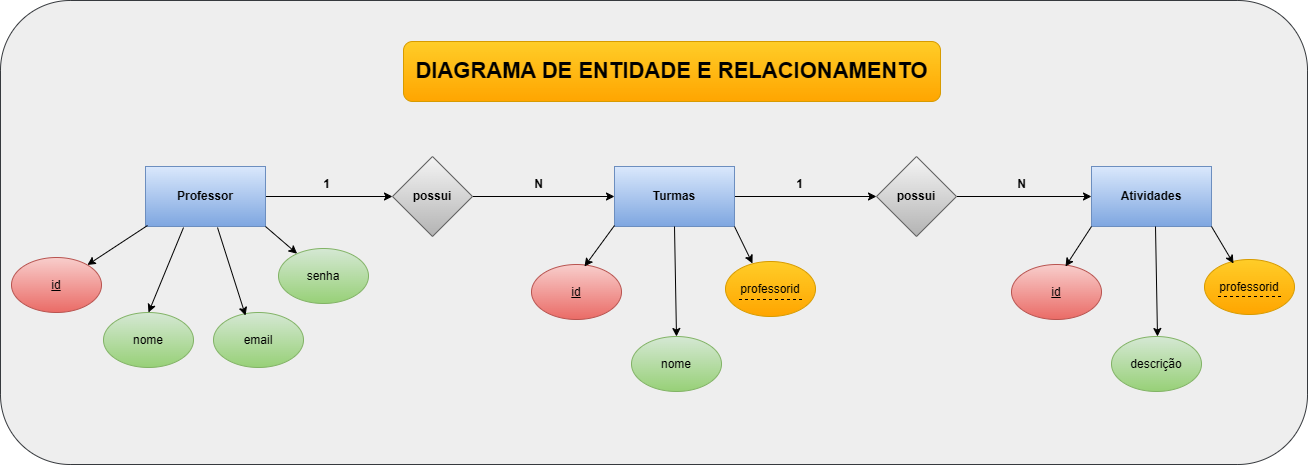 DIAGRAMA DE ENTIDADE E RELACIONAMENTO
Professor
1
possui
N
Turmas
1
possui
N
Atividades
id
nome
email
senha
id
nome
professorid
id
descrição
professorid